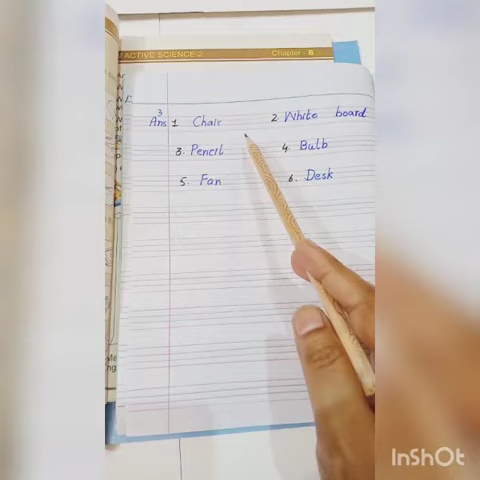 ACTIVE SCIENCE-2 Chapter - 8
3
Ans 1 Chair 2 White board
3. Pencil 4. Bulb
5. Fan 6. Desk
InShOt